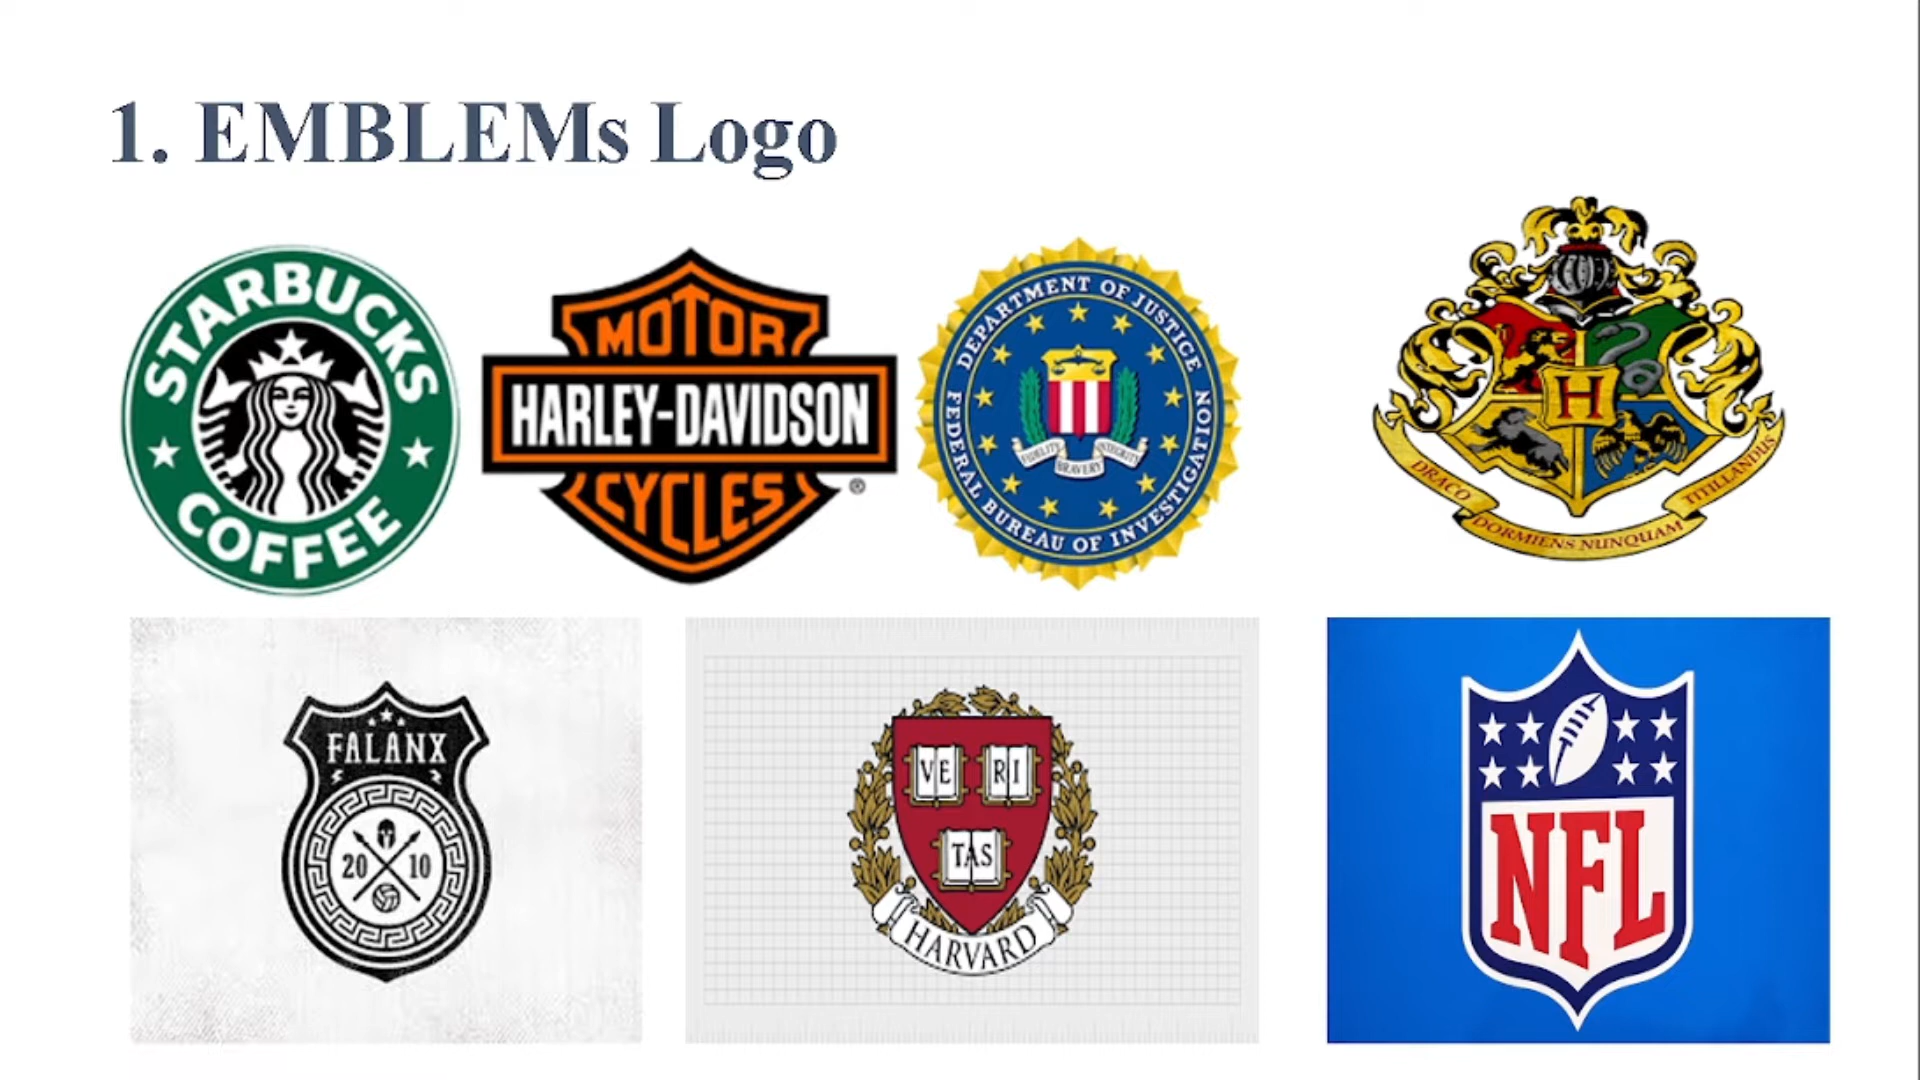 1. EMBLEMs Logo
STARBUCKS
COFFEE
MOTOR
HARLEY-DAVIDSON
CYCLES
®
DEPARTMENT OF JUSTICE
FEDERAL BUREAU OF INVESTIGATION
FIDELITY BRAVERY INTEGRITY
H
DRACO DORMIENS NUNQUAM TITILLANDUS
FALANX
20 10
VE RI
TAS
HARVARD
NFL